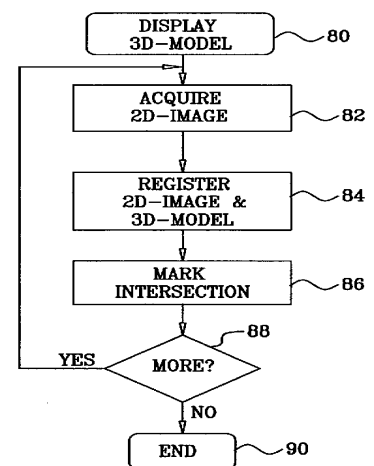 DISPLAY
3D-MODEL
80
ACQUIRE
2D-IMAGE
82
REGISTER
2D-IMAGE &
3D-MODEL
84
MARK
INTERSECTION
86
88
MORE?
YES
NO
END
90